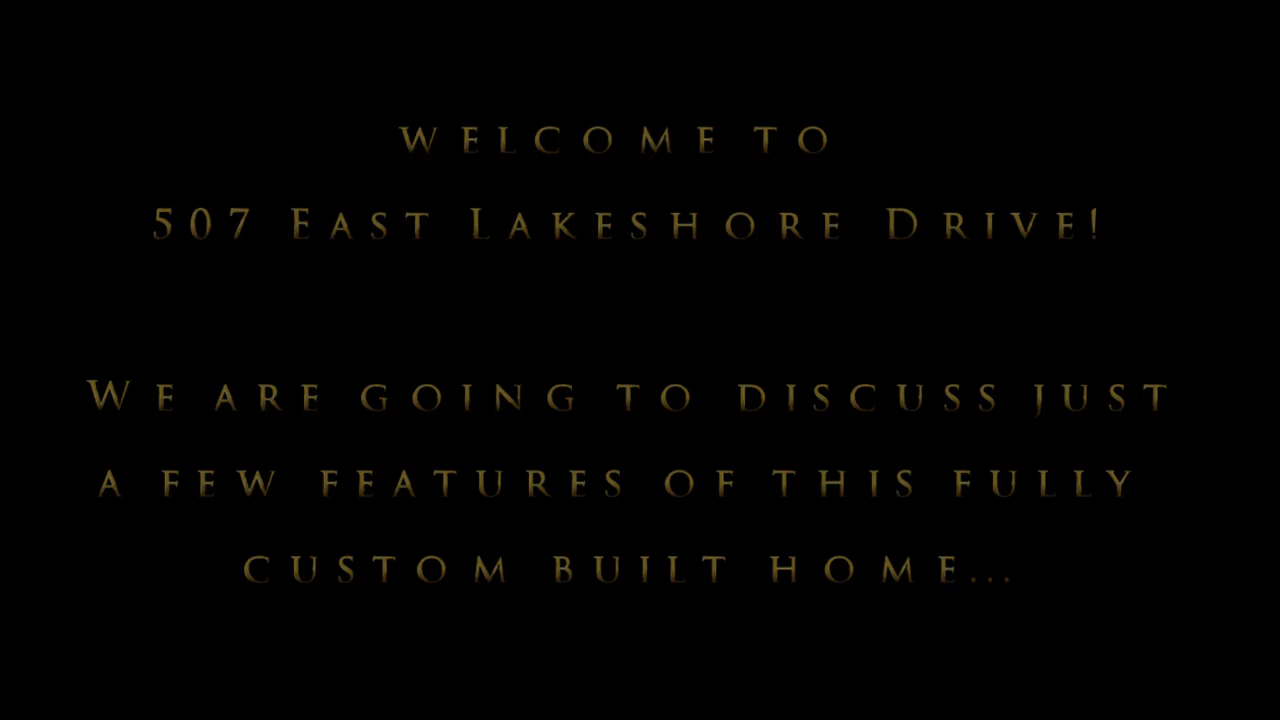 WELCOME TO
507 EAST LAKESHORE DRIVE!
WE ARE GOING TO DISCUSS JUST
A FEW FEATURES OF THIS FULLY
CUSTOM BUILT HOME...